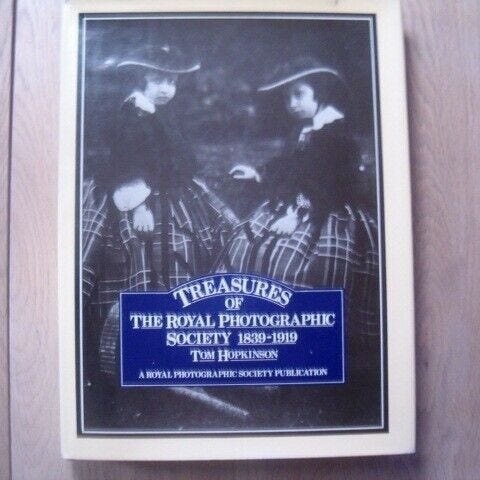 TREASURES
OF
THE ROYAL PHOTOGRAPHIC
SOCIETY 1839-1919
TOM HOPKINSON
A ROYAL PHOTOGRAPHIC SOCIETY PUBLICATION